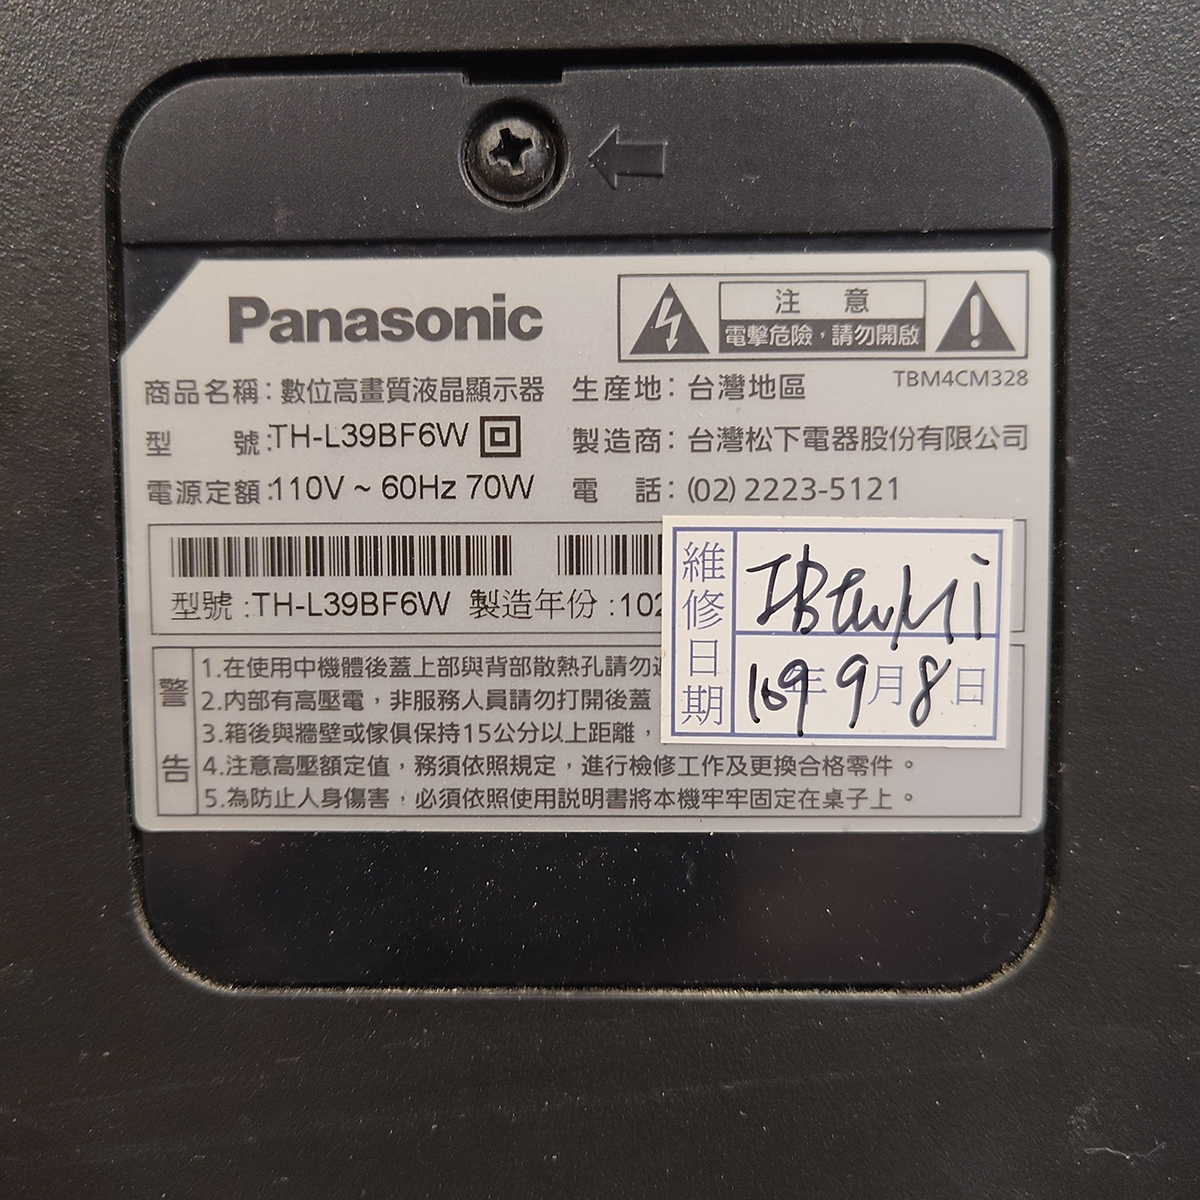 Panasonic
注意
電擊危險，請勿開啟
TBM4CM328
商品名稱：數位高畫質液晶顯示器
生產地：台灣地區
型號:TH-L39BF6W
製造商：台灣松下電器股份有限公司
電源定額:110V ~ 60Hz 70W
電話：(02) 2223-5121
型號 :TH-L39BF6W 製造年份 :102
維修日期
109年9月8日
警告
1.在使用中機體後蓋上部與背部散熱孔請勿
2.內部有高壓電，非服務人員請勿打開後蓋
3.箱後與牆壁或傢俱保持15公分以上距離，
4.注意高壓額定值，務須依照規定，進行檢修工作及更換合格零件。
5.為防止人身傷害，必須依照使用説明書將本機牢牢固定在桌子上。